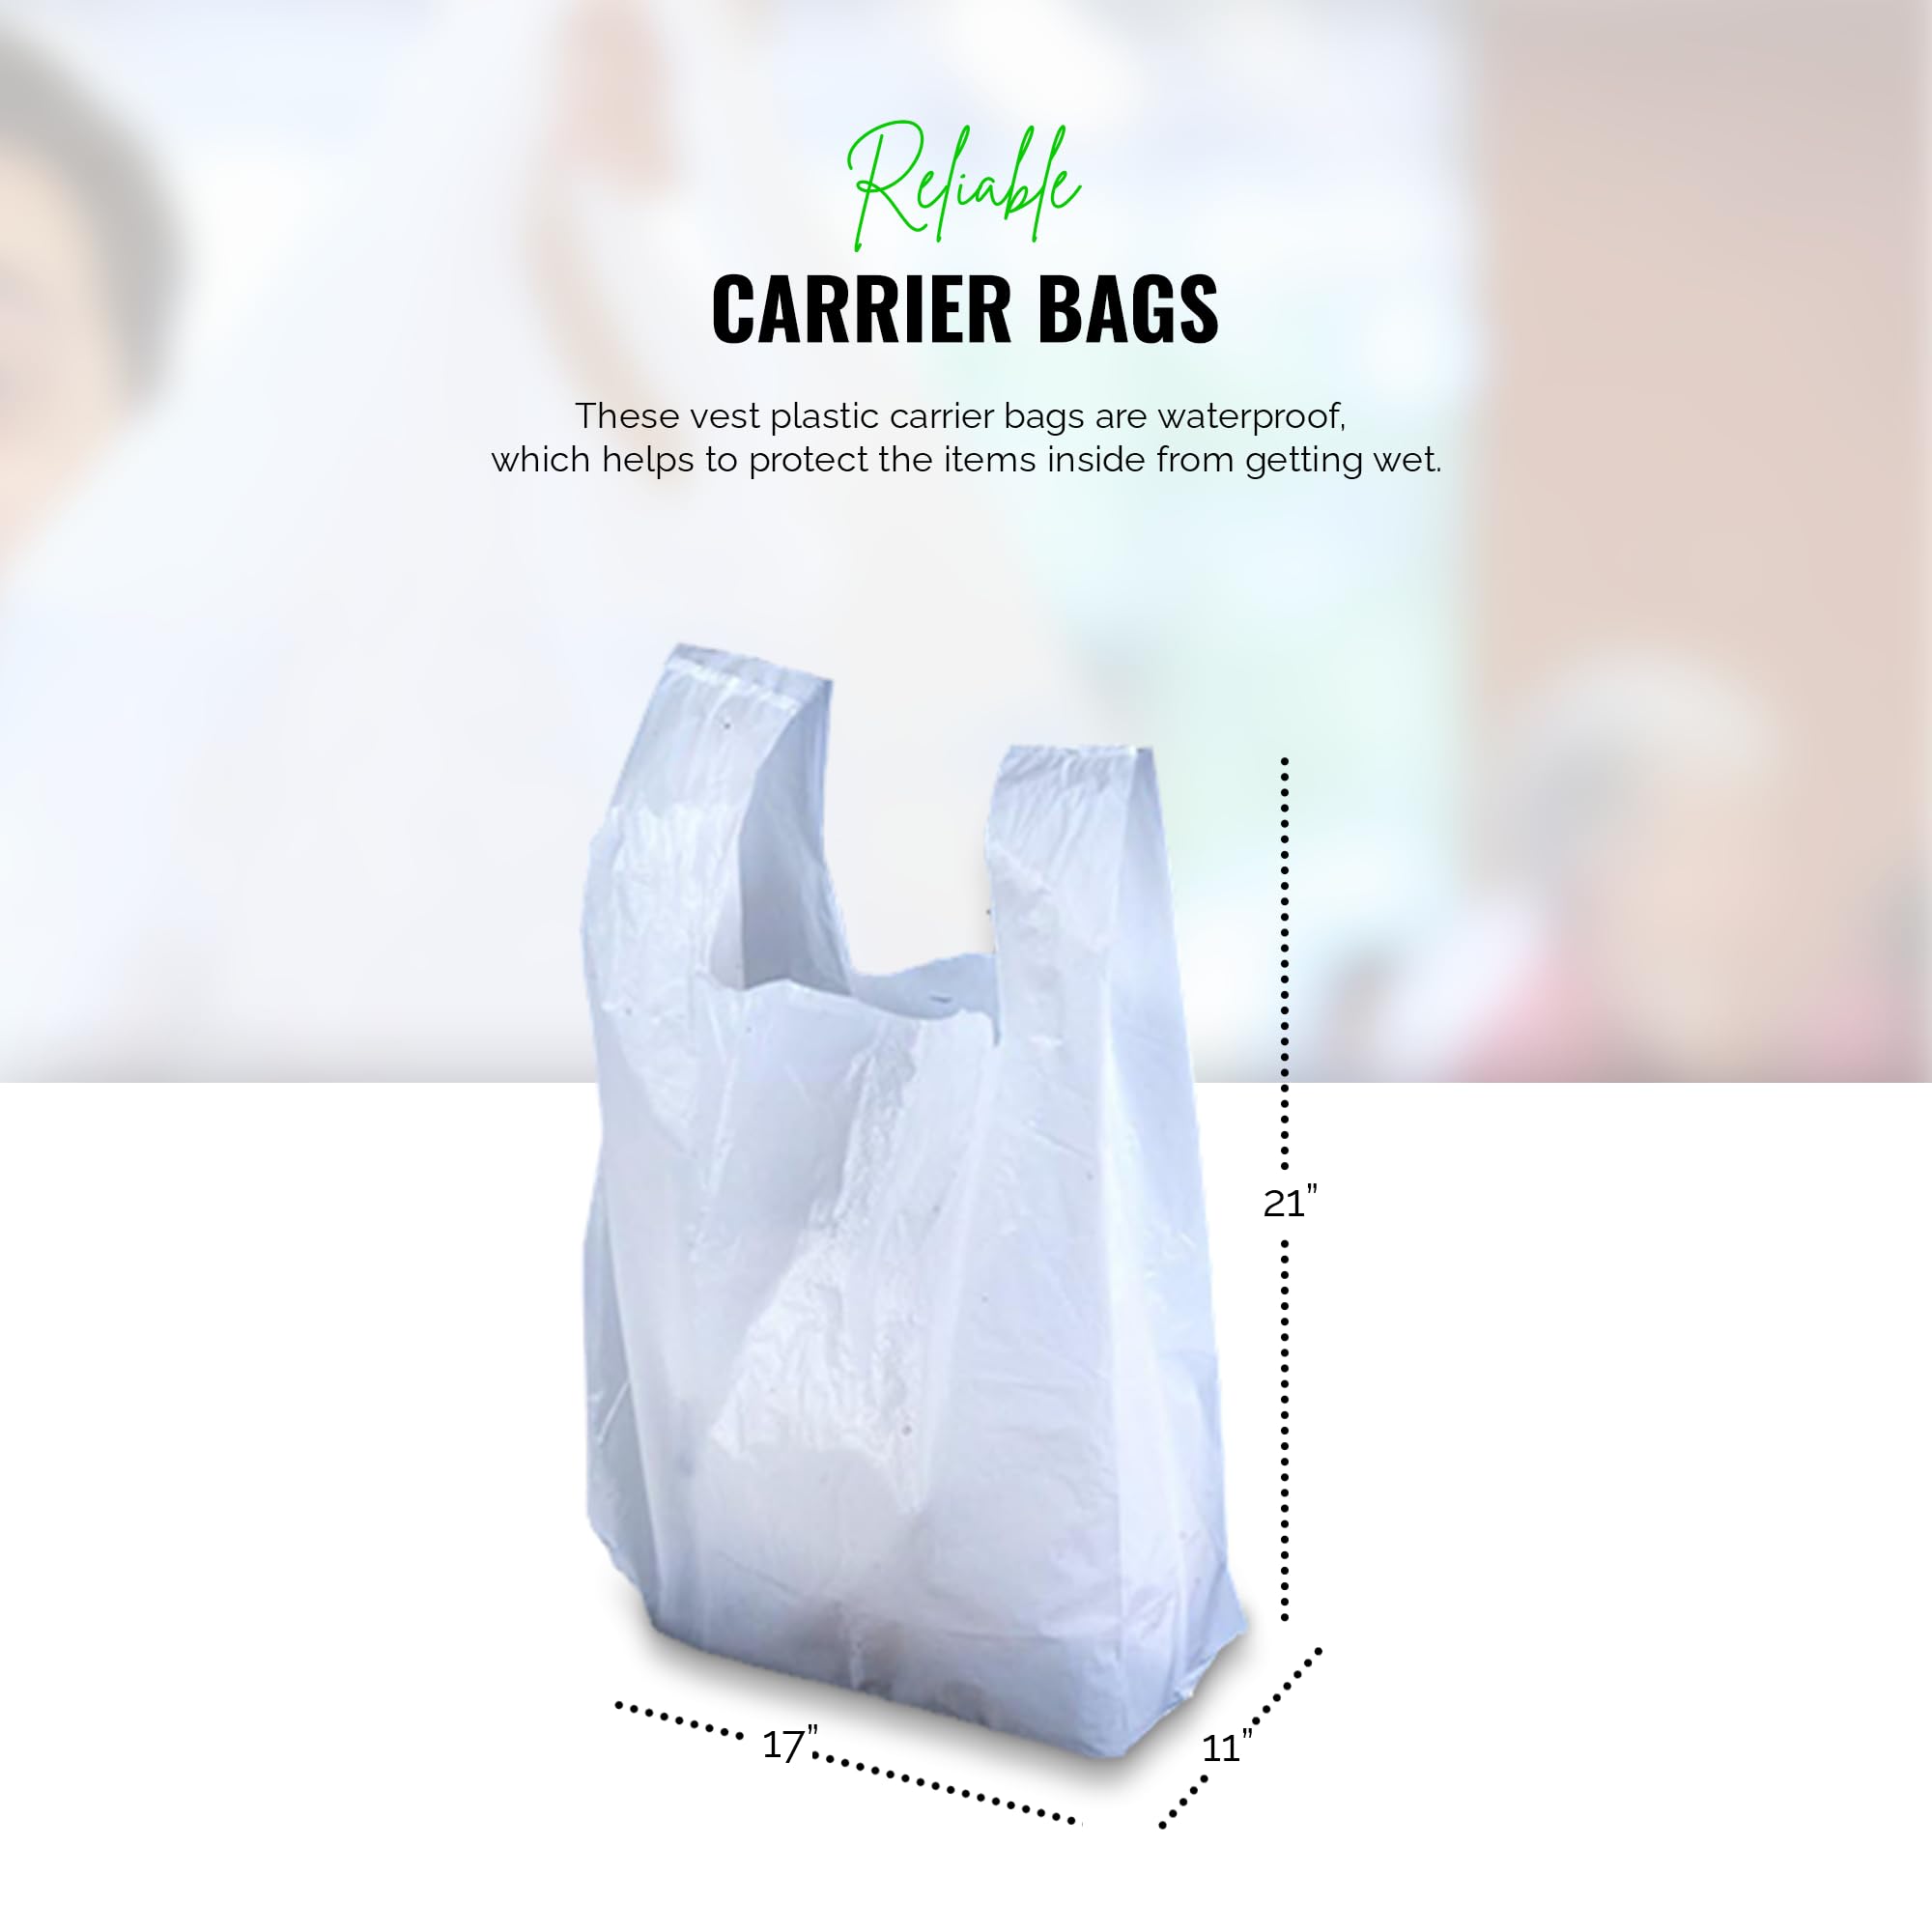 Reliable
CARRIER BAGS
These vest plastic carrier bags are waterproof,
which helps to protect the items inside from getting wet.
21”
17”
11”